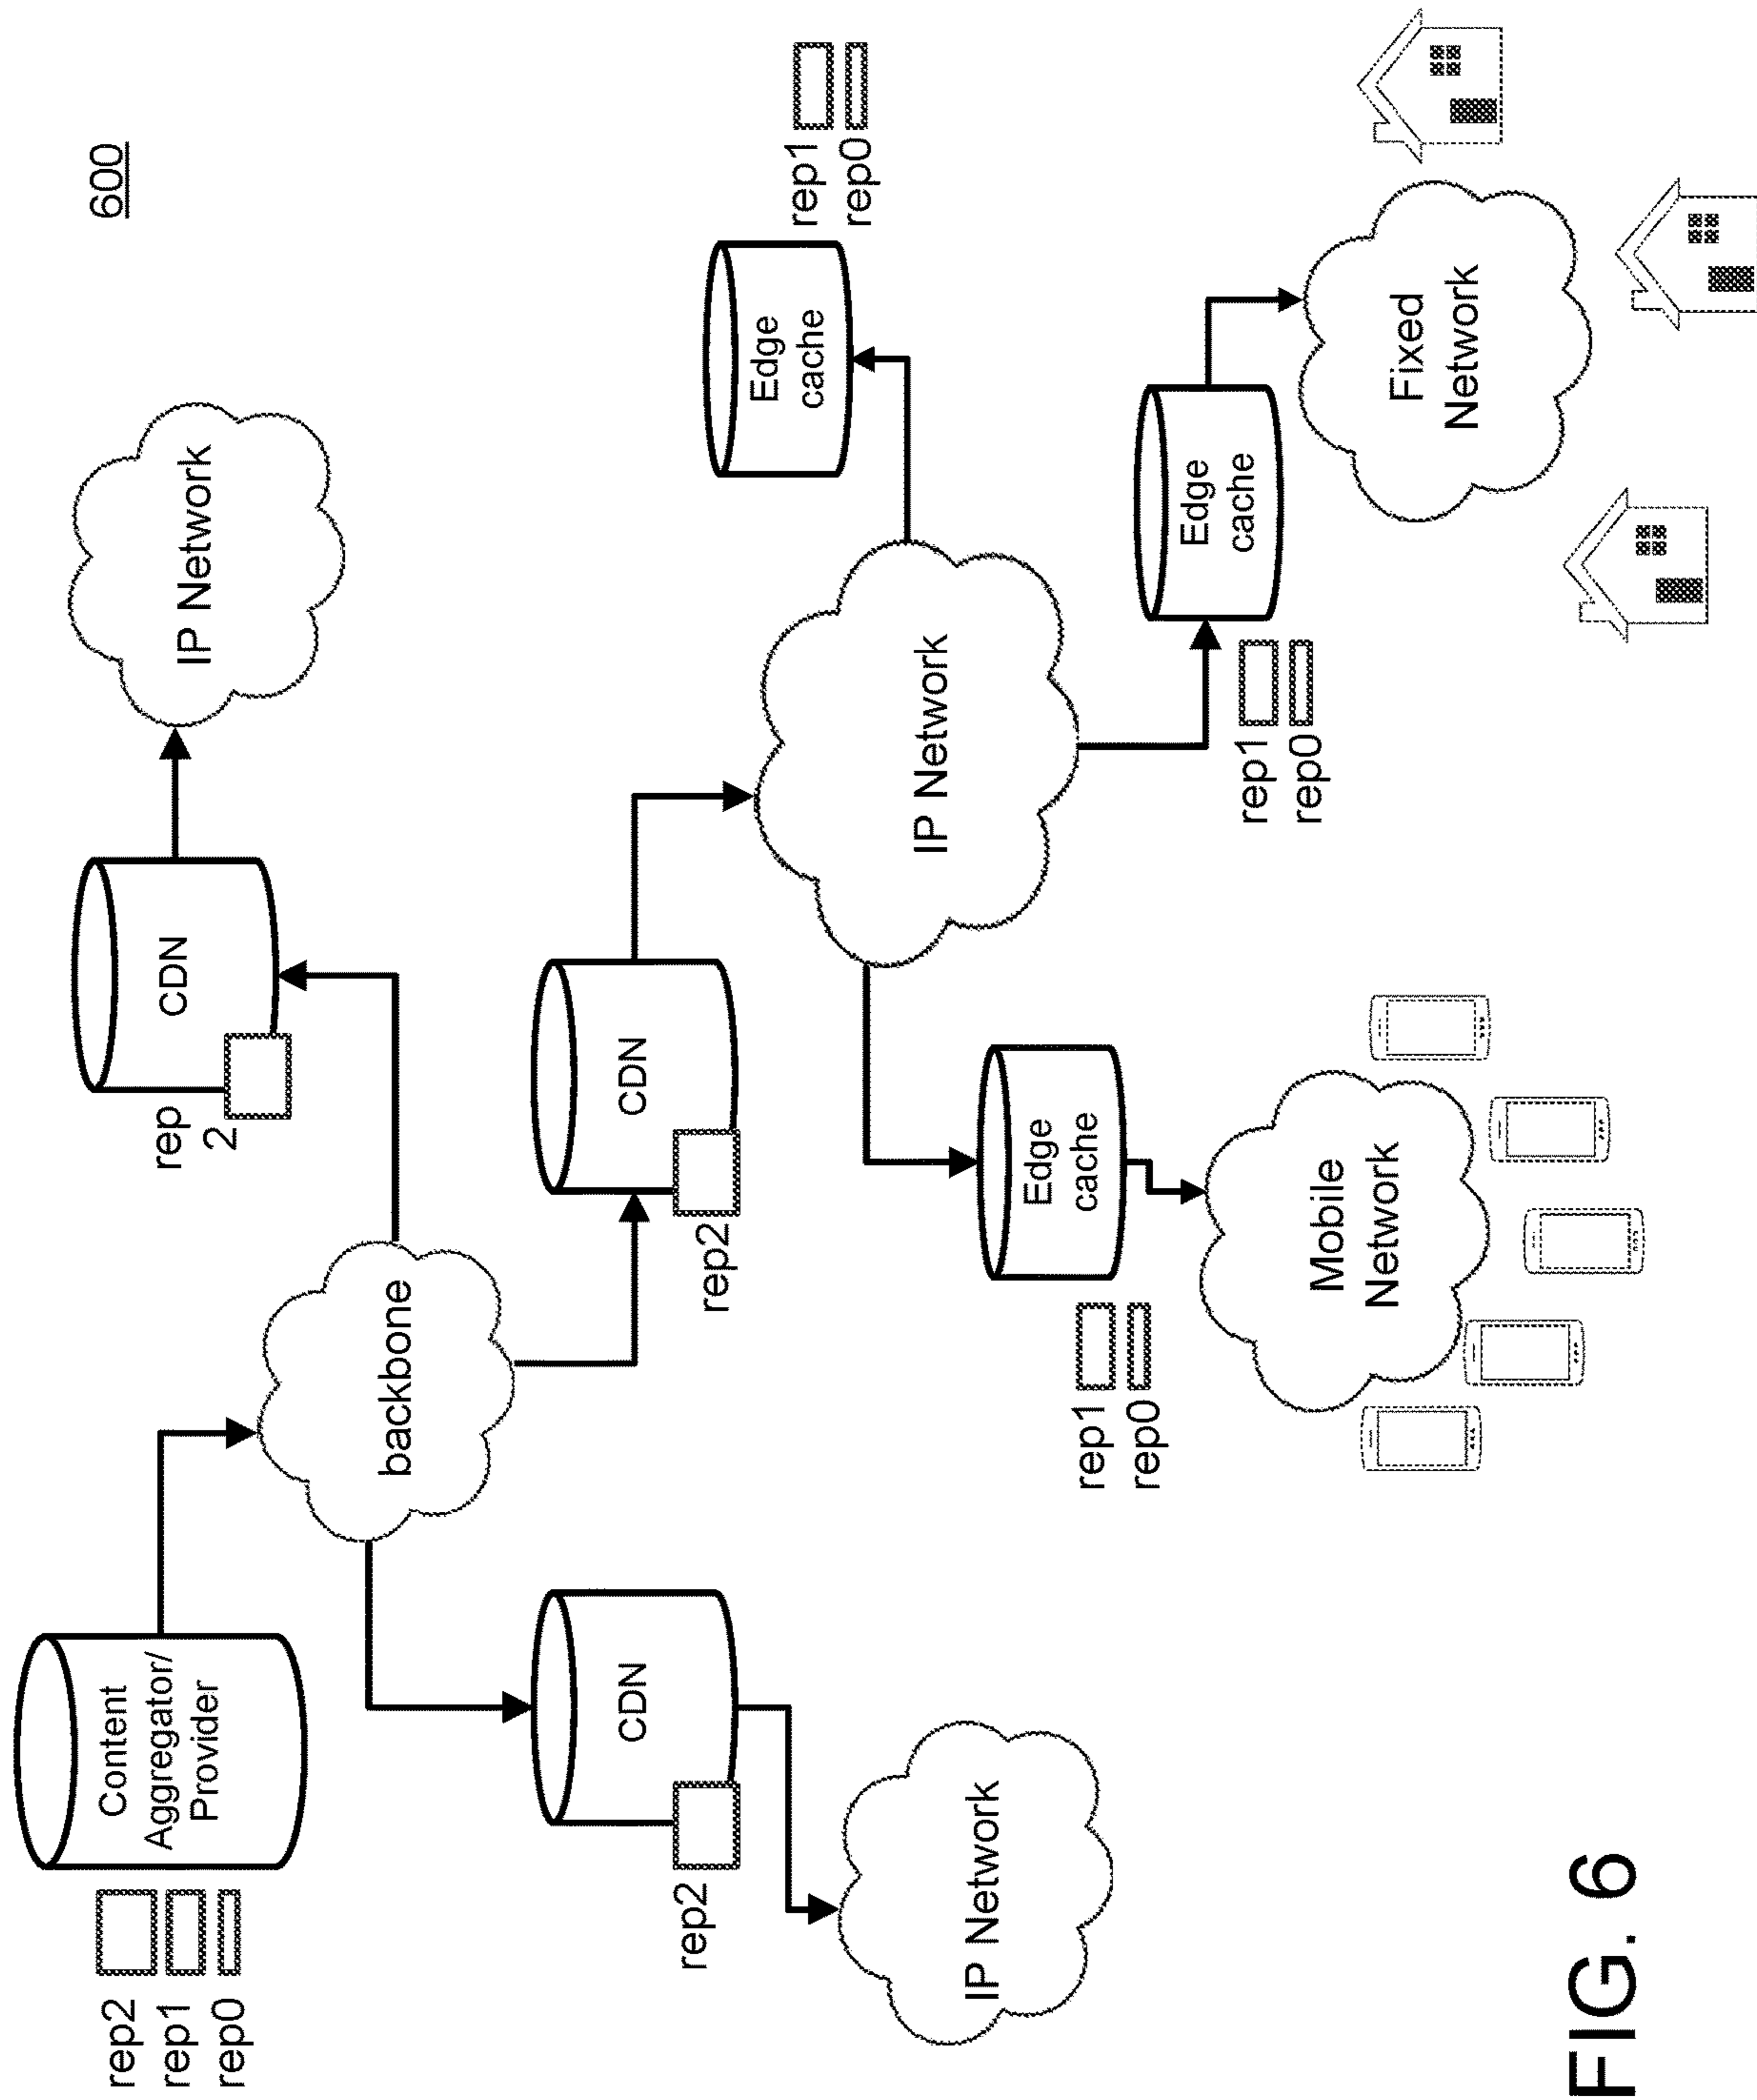 600
rep2
rep1
rep0
Content
Aggregator/
Provider
rep
2
CDN
IP Network
backbone
rep2
CDN
rep2
CDN
Edge
cache
rep1
rep0
IP Network
IP Network
rep1
rep0
Edge
cache
rep1
rep0
Edge
cache
Mobile
Network
Fixed
Network
FIG. 6